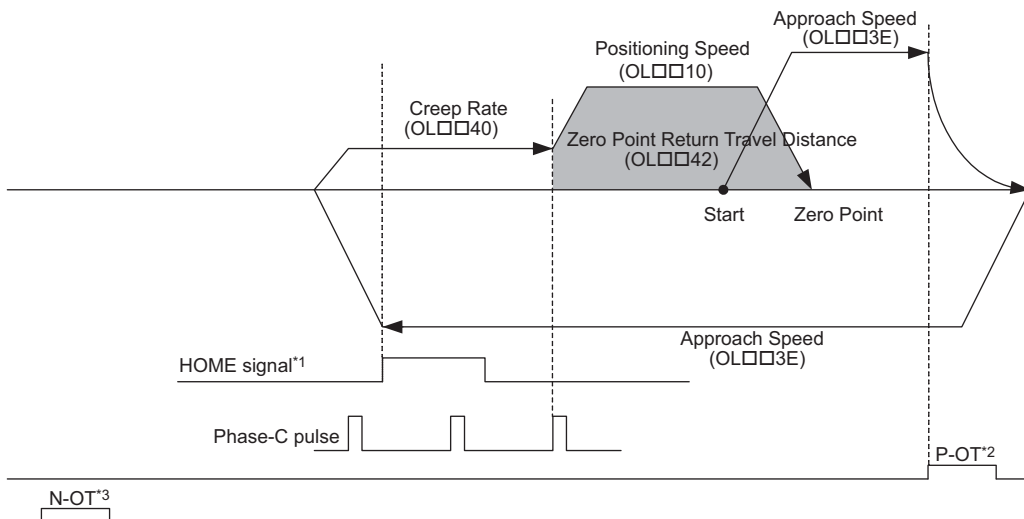 Approach Speed
(OL□□3E)
Positioning Speed
(OL□□10)
Creep Rate
(OL□□40)
Zero Point Return Travel Distance
(OL□□42)
Start
Zero Point
Approach Speed
(OL□□3E)
HOME signal*1
Phase-C pulse
P-OT*2
N-OT*3